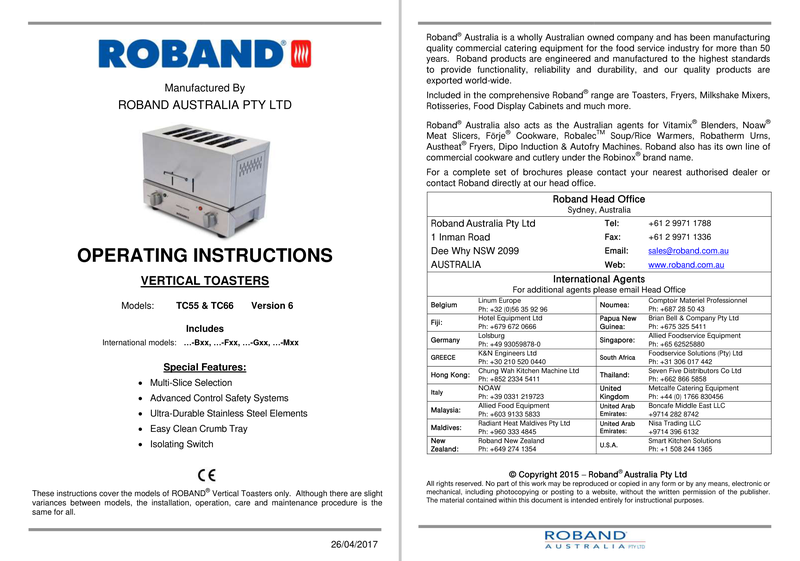 ROBAND®
Manufactured By
ROBAND AUSTRALIA PTY LTD
OPERATING INSTRUCTIONS
VERTICAL TOASTERS
Models: TC55 & TC66 Version 6
Includes
International models: …-Bxx, …-Fxx, …-Gxx, …-Mxx
Special Features:
• Multi-Slice Selection
• Advanced Control Safety Systems
• Ultra-Durable Stainless Steel Elements
• Easy Clean Crumb Tray
• Isolating Switch
CE
These instructions cover the models of ROBAND® Vertical Toasters only. Although there are slight
variances between models, the installation, operation, care and maintenance procedure is the
same for all.
26/04/2017
Roband® Australia is a wholly Australian owned company and has been manufacturing
quality commercial catering equipment for the food service industry for more than 50
years. Roband products are engineered and manufactured to the highest standards
to provide functionality, reliability and durability, and our quality products are
exported world-wide.
Included in the comprehensive Roband® range are Toasters, Fryers, Milkshake Mixers,
Rotisseries, Food Display Cabinets and much more.
Roband® Australia also acts as the Australian agents for Vitamix® Blenders, Noaw®
Meat Slicers, Förje® Cookware, Robalec™ Soup/Rice Warmers, Robatherm Urns,
Austheat® Fryers, Dipo Induction & Autofry Machines. Roband also has its own line of
commercial cookware and cutlery under the Robinox® brand name.
For a complete set of brochures please contact your nearest authorised dealer or
contact Roband directly at our head office.
Roband Head Office
Sydney, Australia
Roband Australia Pty Ltd Tel: +61 2 9971 1788
1 Inman Road Fax: +61 2 9971 1336
Dee Why NSW 2099 Email: sales@roband.com.au
AUSTRALIA Web: www.roband.com.au
International Agents
For additional agents please email Head Office
Belgium Linum Europe Ph: +32 (0)56 35 92 96 Noumea: Comptoir Materiel Professionnel Ph: +687 28 50 43
Fiji: Hotel Equipment Ltd Ph: +679 672 0666 Papua New Guinea: Brian Bell & Company Pty Ltd Ph: +675 325 5411
Germany Lolsburg Ph: +49 93059878-0 Singapore: Allied Foodservice Equipment Ph: +65 62525880
GREECE K&N Engineers Ltd Ph: +30 210 520 0440 South Africa Foodservice Solutions (Pty) Ltd Ph: +31 306 017 442
Hong Kong: Chung Wah Kitchen Machine Ltd Ph: +852 2334 5411 Thailand: Seven Five Distributors Co Ltd Ph: +662 866 5858
Italy NOAW Ph: +39 0331 219723 United Kingdom Metcalfe Catering Equipment Ph: +44 (0) 1766 830456
Malaysia: Allied Food Equipment Ph: +603 9133 5833 United Arab Emirates: Boncafe Middle East LLC +9714 282 8742
Maldives: Radiant Heat Maldives Pty Ltd Ph: +960 333 4845 United Arab Emirates: Nisa Trading LLC +9714 396 6132
New Zealand: Roband New Zealand Ph: +649 274 1354 U.S.A. Smart Kitchen Solutions Ph: +1 508 244 1365
© Copyright 2015 – Roband® Australia Pty Ltd
All rights reserved. No part of this work may be reproduced or copied in any form or by any means, electronic or
mechanical, including photocopying or posting to a website, without the written permission of the publisher.
The material contained within this document is intended entirely for instructional purposes.
ROBAND
AUSTRALIA PTY LTD